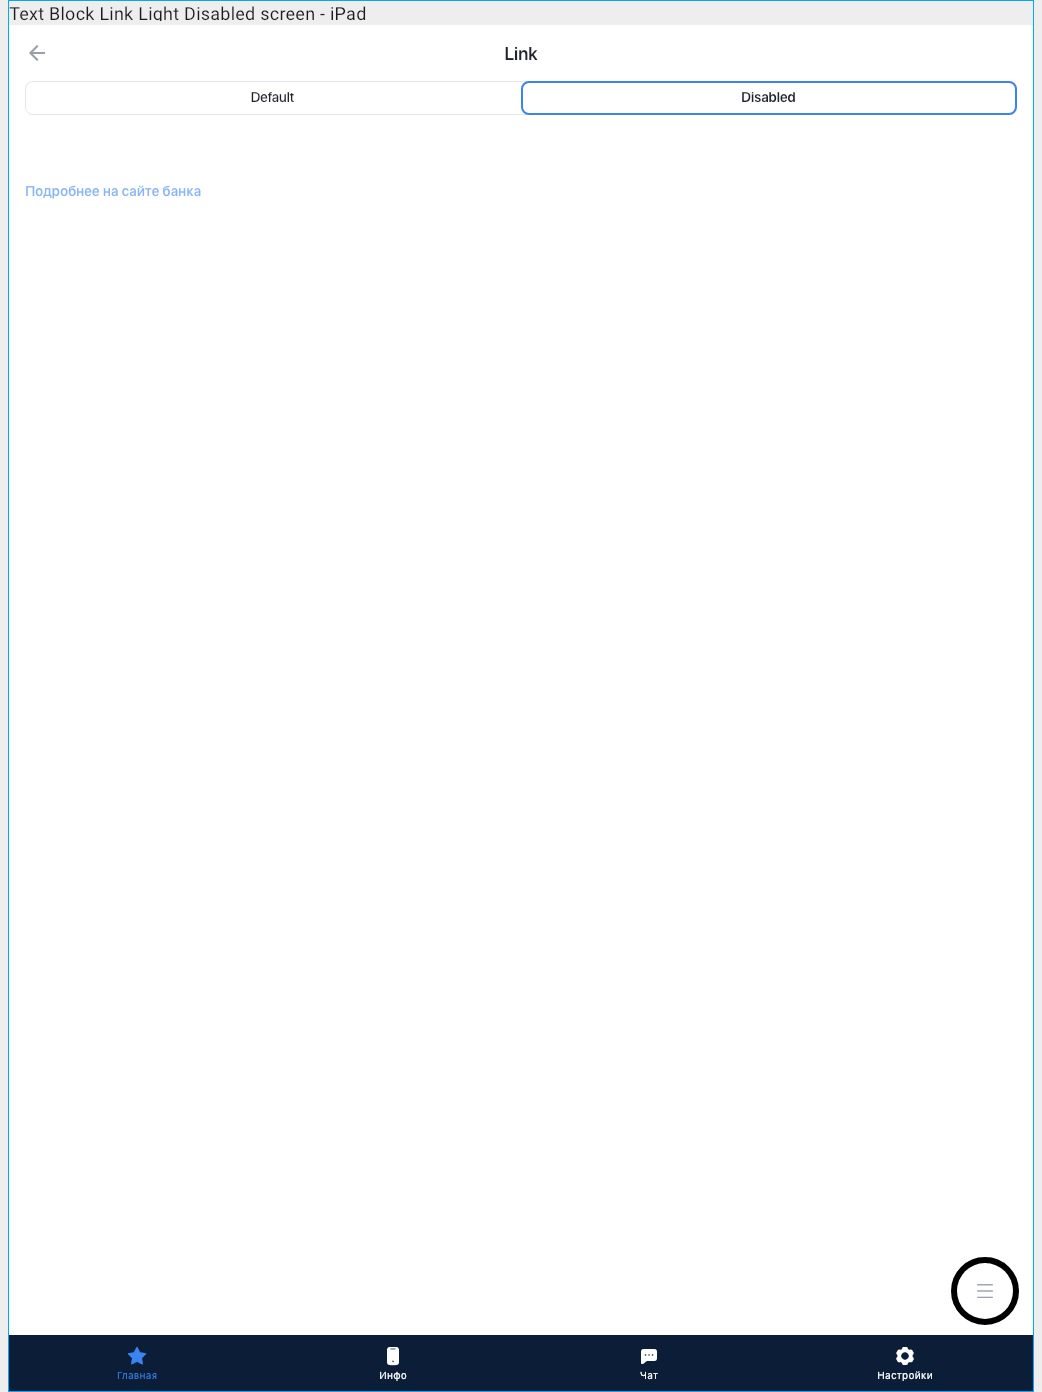 Text Block Link Light Disabled screen - iPad
Link
Default
Disabled
Подробнее на сайте банка
Главная
Инфо
Чат
Настройки